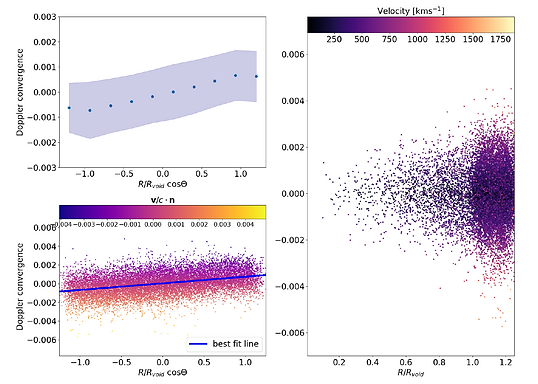 0.003
0.002
0.001
0.000
−0.001
−0.002
−0.003
Doppler convergence
−1.0 −0.5 0.0 0.5 1.0
R/R_void cosΘ
v/c · n
−0.003 −0.002 −0.001 0.000 0.001 0.002 0.003 0.004
0.004
0.002
0.000
−0.002
−0.004
−0.006
Doppler convergence
best fit line
−1.0 −0.5 0.0 0.5 1.0
R/R_void cosΘ
Velocity [kms⁻¹]
250 500 750 1000 1250 1500 1750
0.006
0.004
0.002
0.000
−0.002
−0.004
−0.006
0.2 0.4 0.6 0.8 1.0 1.2
R/R_void